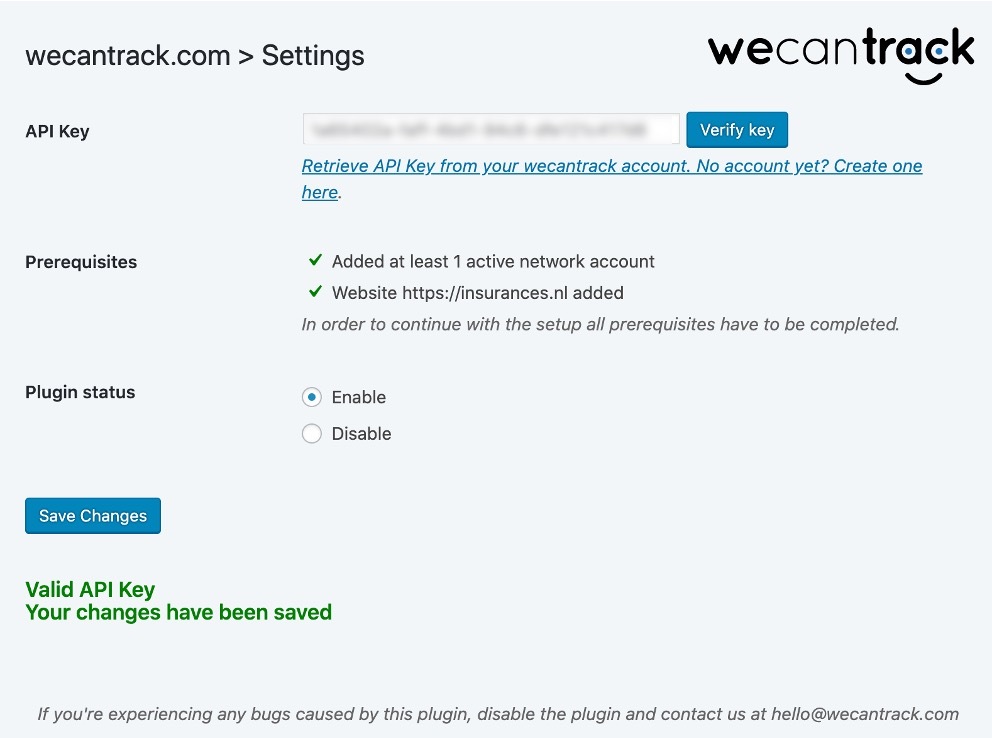 wecantrack.com > Settings
wecantrack
API Key
Verify key
Retrieve API Key from your wecantrack account. No account yet? Create one
here.
Prerequisites
Added at least 1 active network account
Website https://insurances.nl added
In order to continue with the setup all prerequisites have to be completed.
Plugin status
Enable
Disable
Save Changes
Valid API Key
Your changes have been saved
If you're experiencing any bugs caused by this plugin, disable the plugin and contact us at hello@wecantrack.com